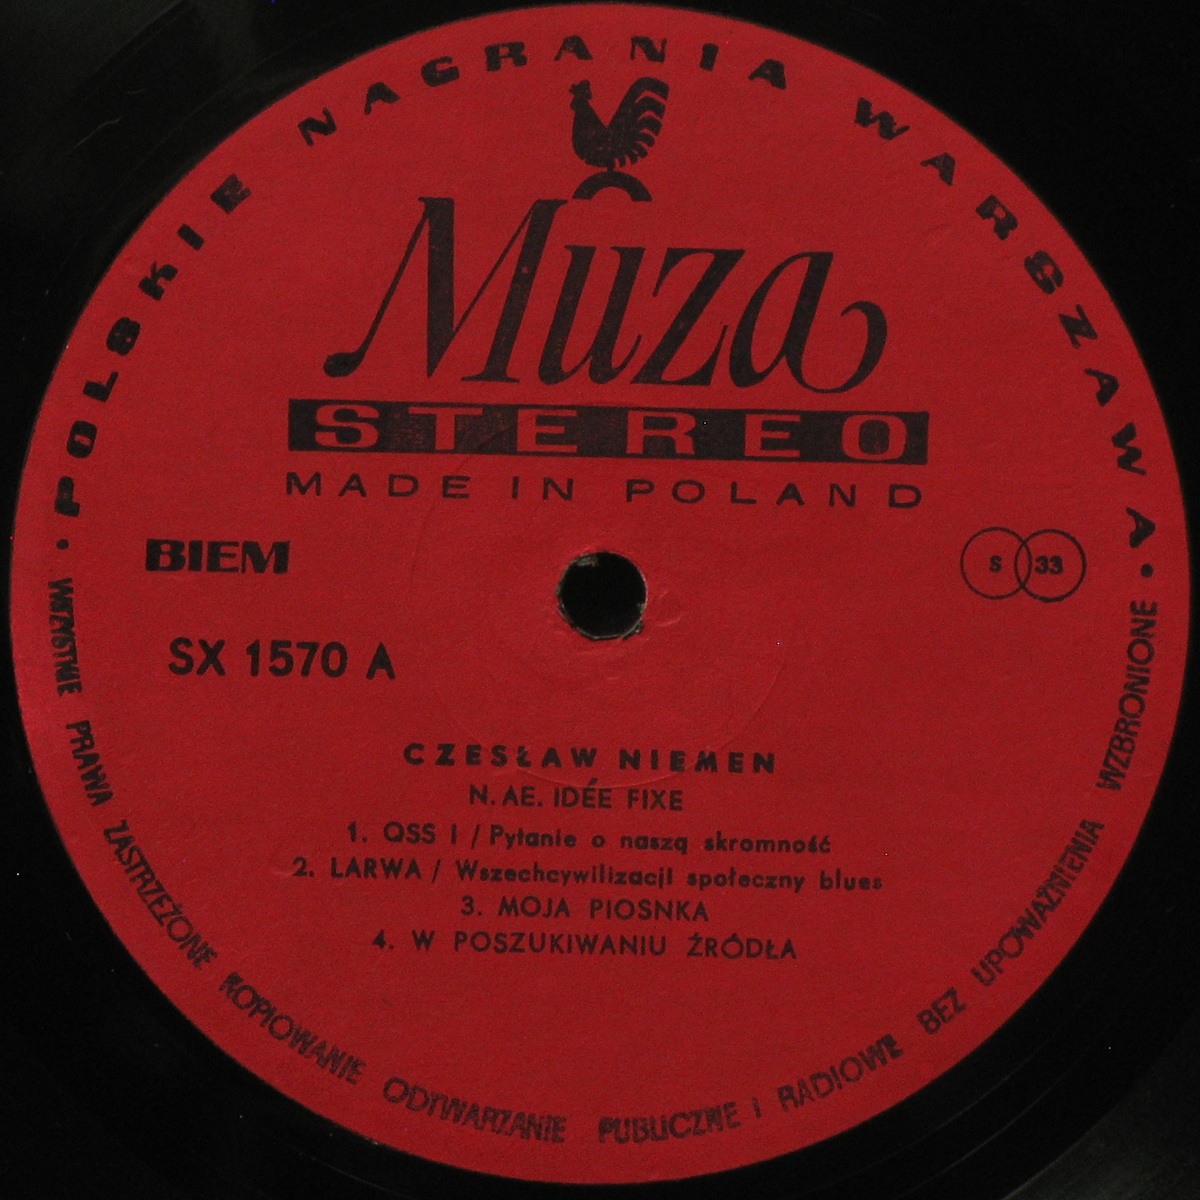 POLSKIE NAGRANIA WARSZAWA
Muza
STEREO
MADE IN POLAND
BIEM
S 33
SX 1570 A
CZESŁAW NIEMEN
N. AE. IDÉE FIXE
1. QSS I / Pytanie o naszą skromność
2. LARWA / Wszechcywilizacji społeczny blues
3. MOJA PIOSNKA
4. W POSZUKIWANIU ŹRÓDŁA
WSZYSTKIE PRAWA ZASTRZEŻONE KOPIOWANIE ODTWARZANIE PUBLICZNE I RADIOWE BEZ UPOWAŻNIENIA WZBRONIONE